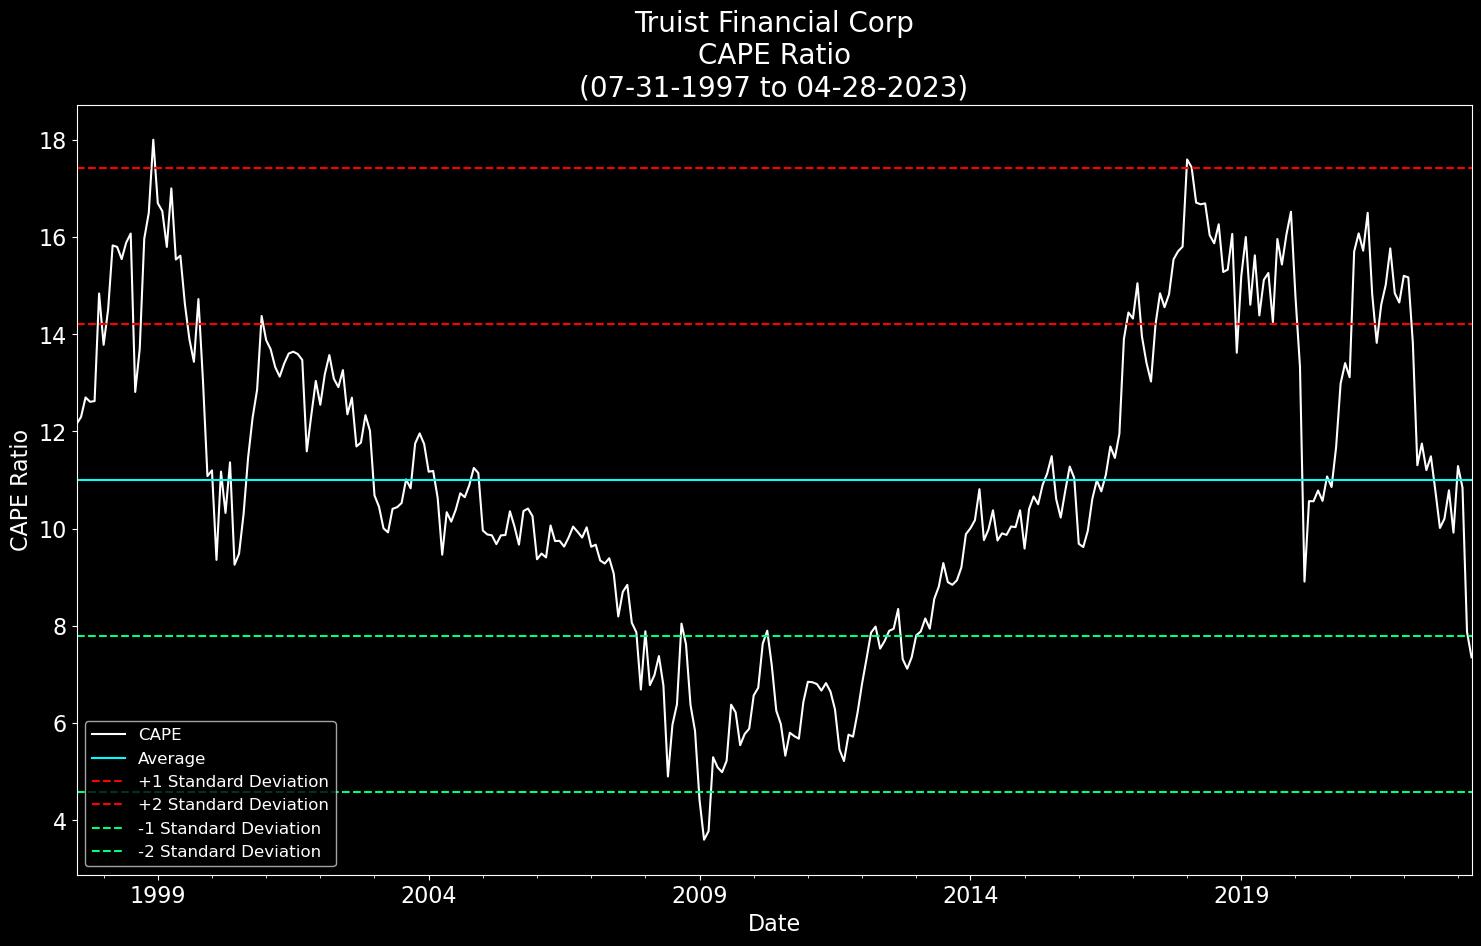 Truist Financial Corp
CAPE Ratio
(07-31-1997 to 04-28-2023)
18
16
14
12
10
8
6
4
CAPE Ratio
CAPE
Average
+1 Standard Deviation
+2 Standard Deviation
-1 Standard Deviation
-2 Standard Deviation
1999 2004 2009 2014 2019
Date